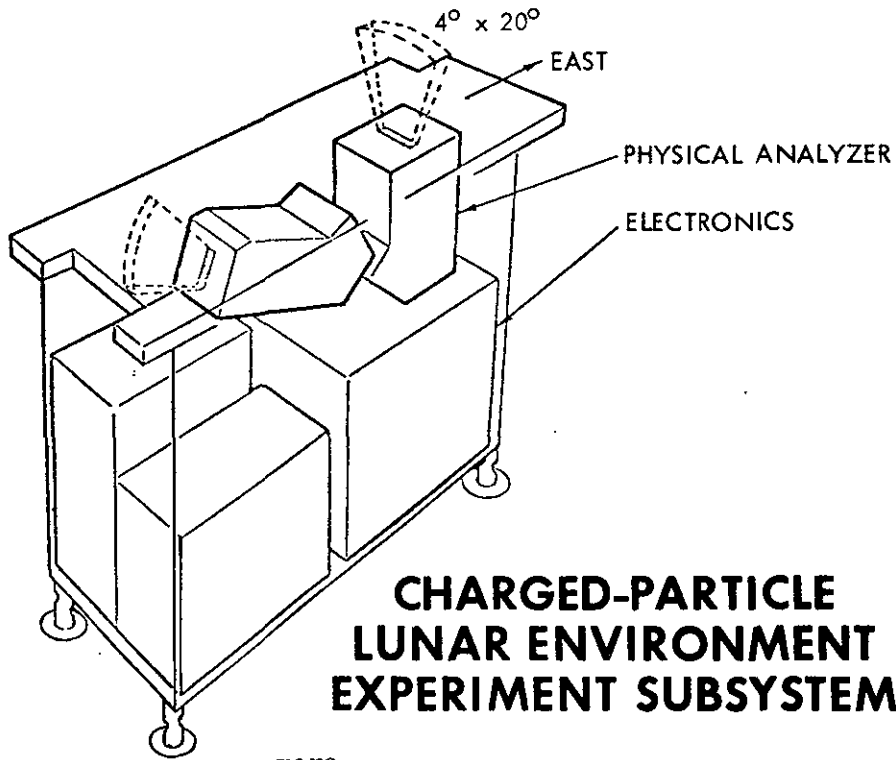 4° x 20°
EAST
PHYSICAL ANALYZER
ELECTRONICS
CHARGED-PARTICLE
LUNAR ENVIRONMENT
EXPERIMENT SUBSYSTEM